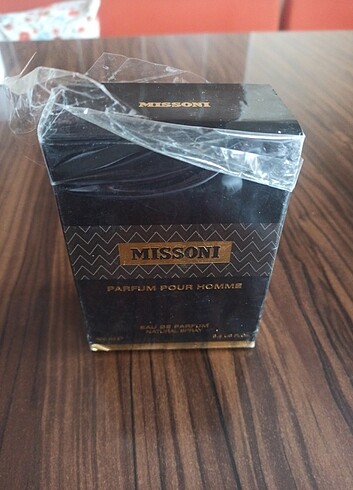 MISSONI
MISSONI
PARFUM POUR HOMME
EAU DE PARFUM
NATURAL SPRAY